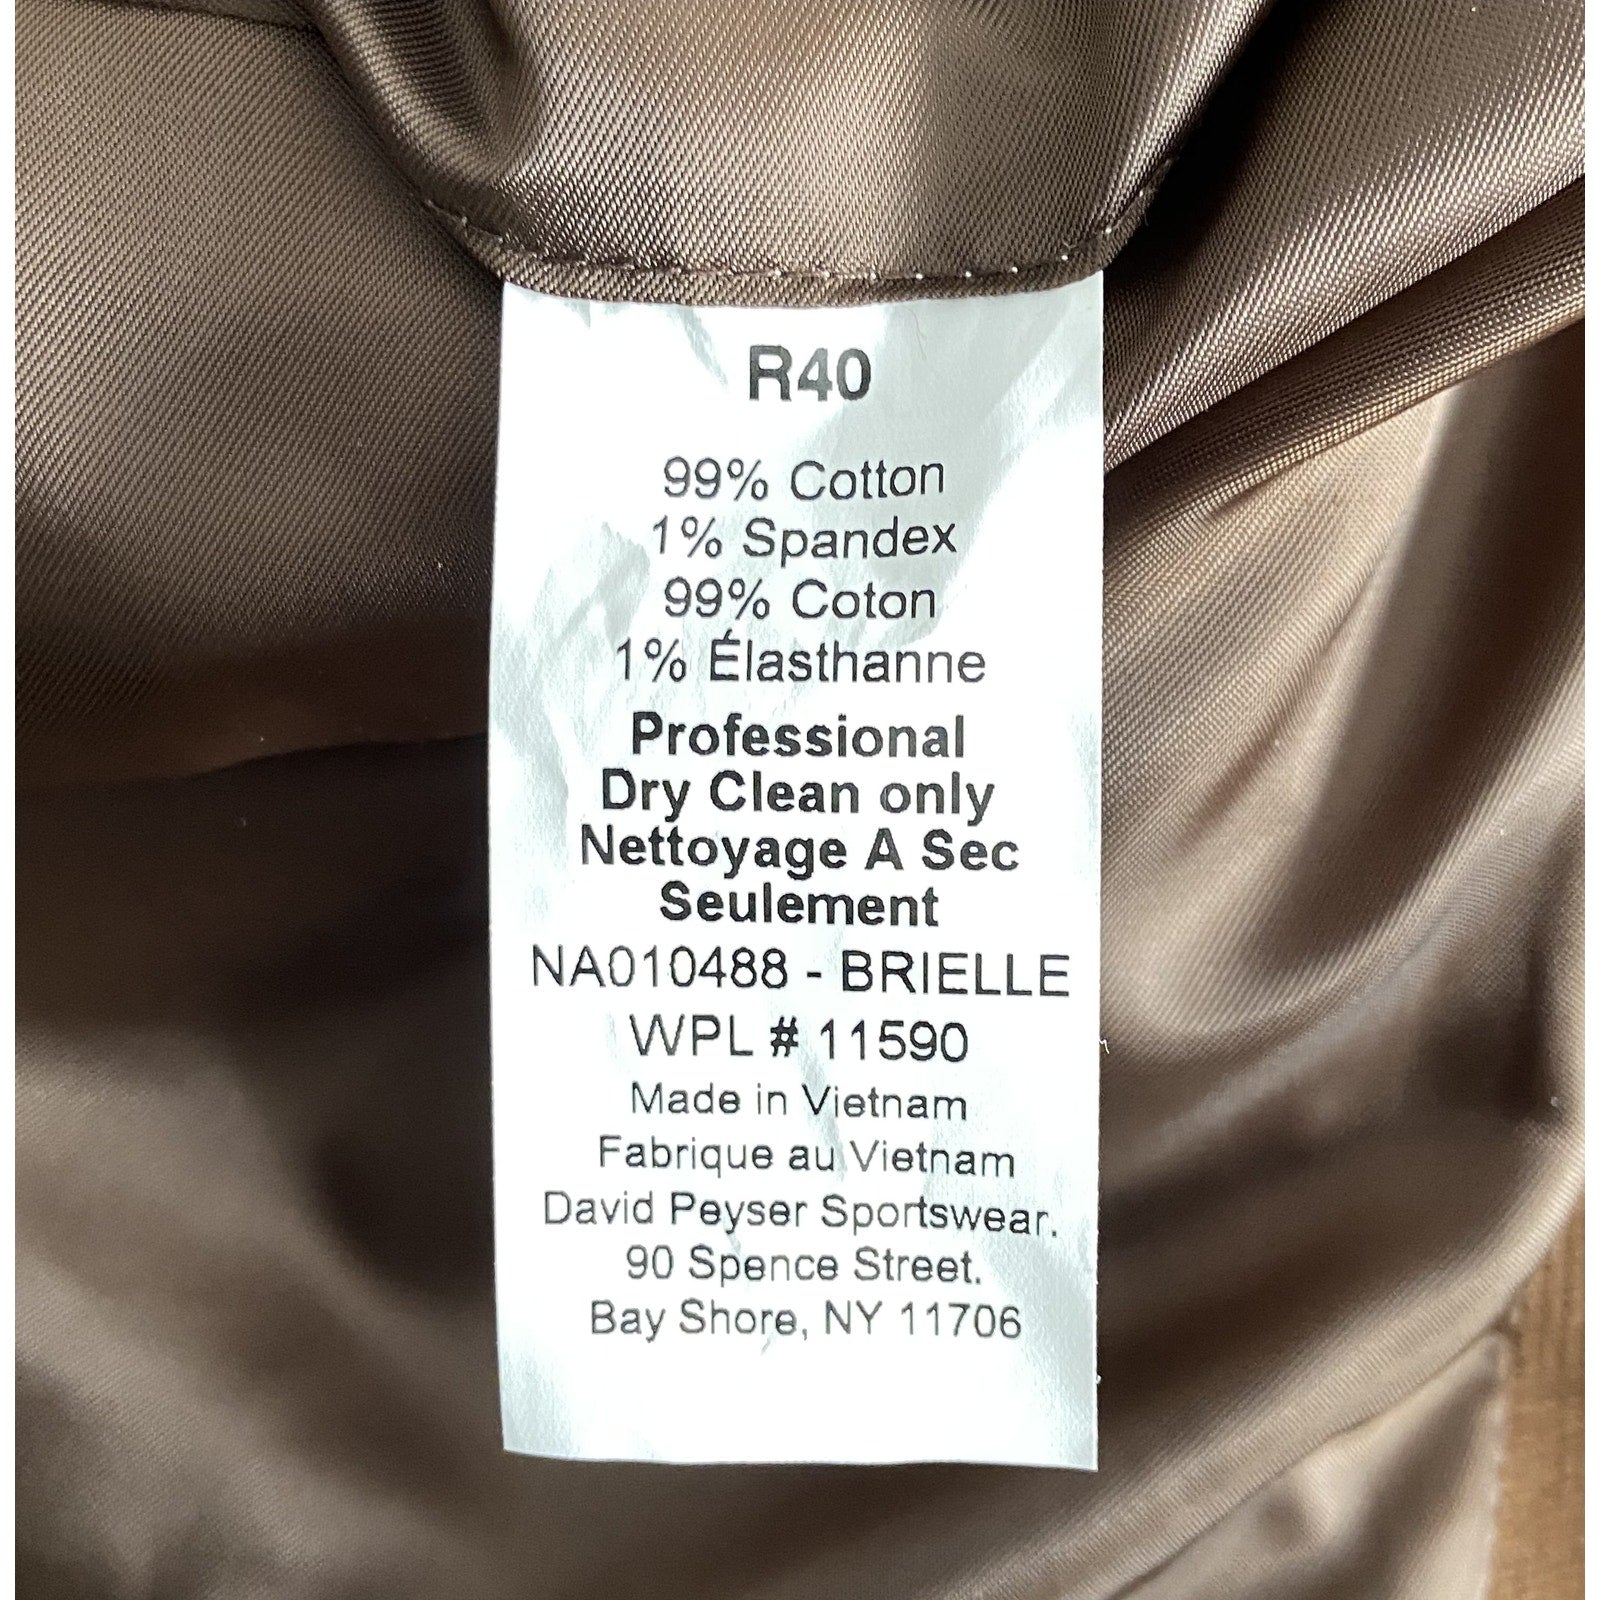 R40
99% Cotton
1% Spandex
99% Coton
1% Élasthanne
Professional
Dry Clean only
Nettoyage A Sec
Seulement
NA010488 - BRIELLE
WPL # 11590
Made in Vietnam
Fabrique au Vietnam
David Peyser Sportswear.
90 Spence Street.
Bay Shore, NY 11706